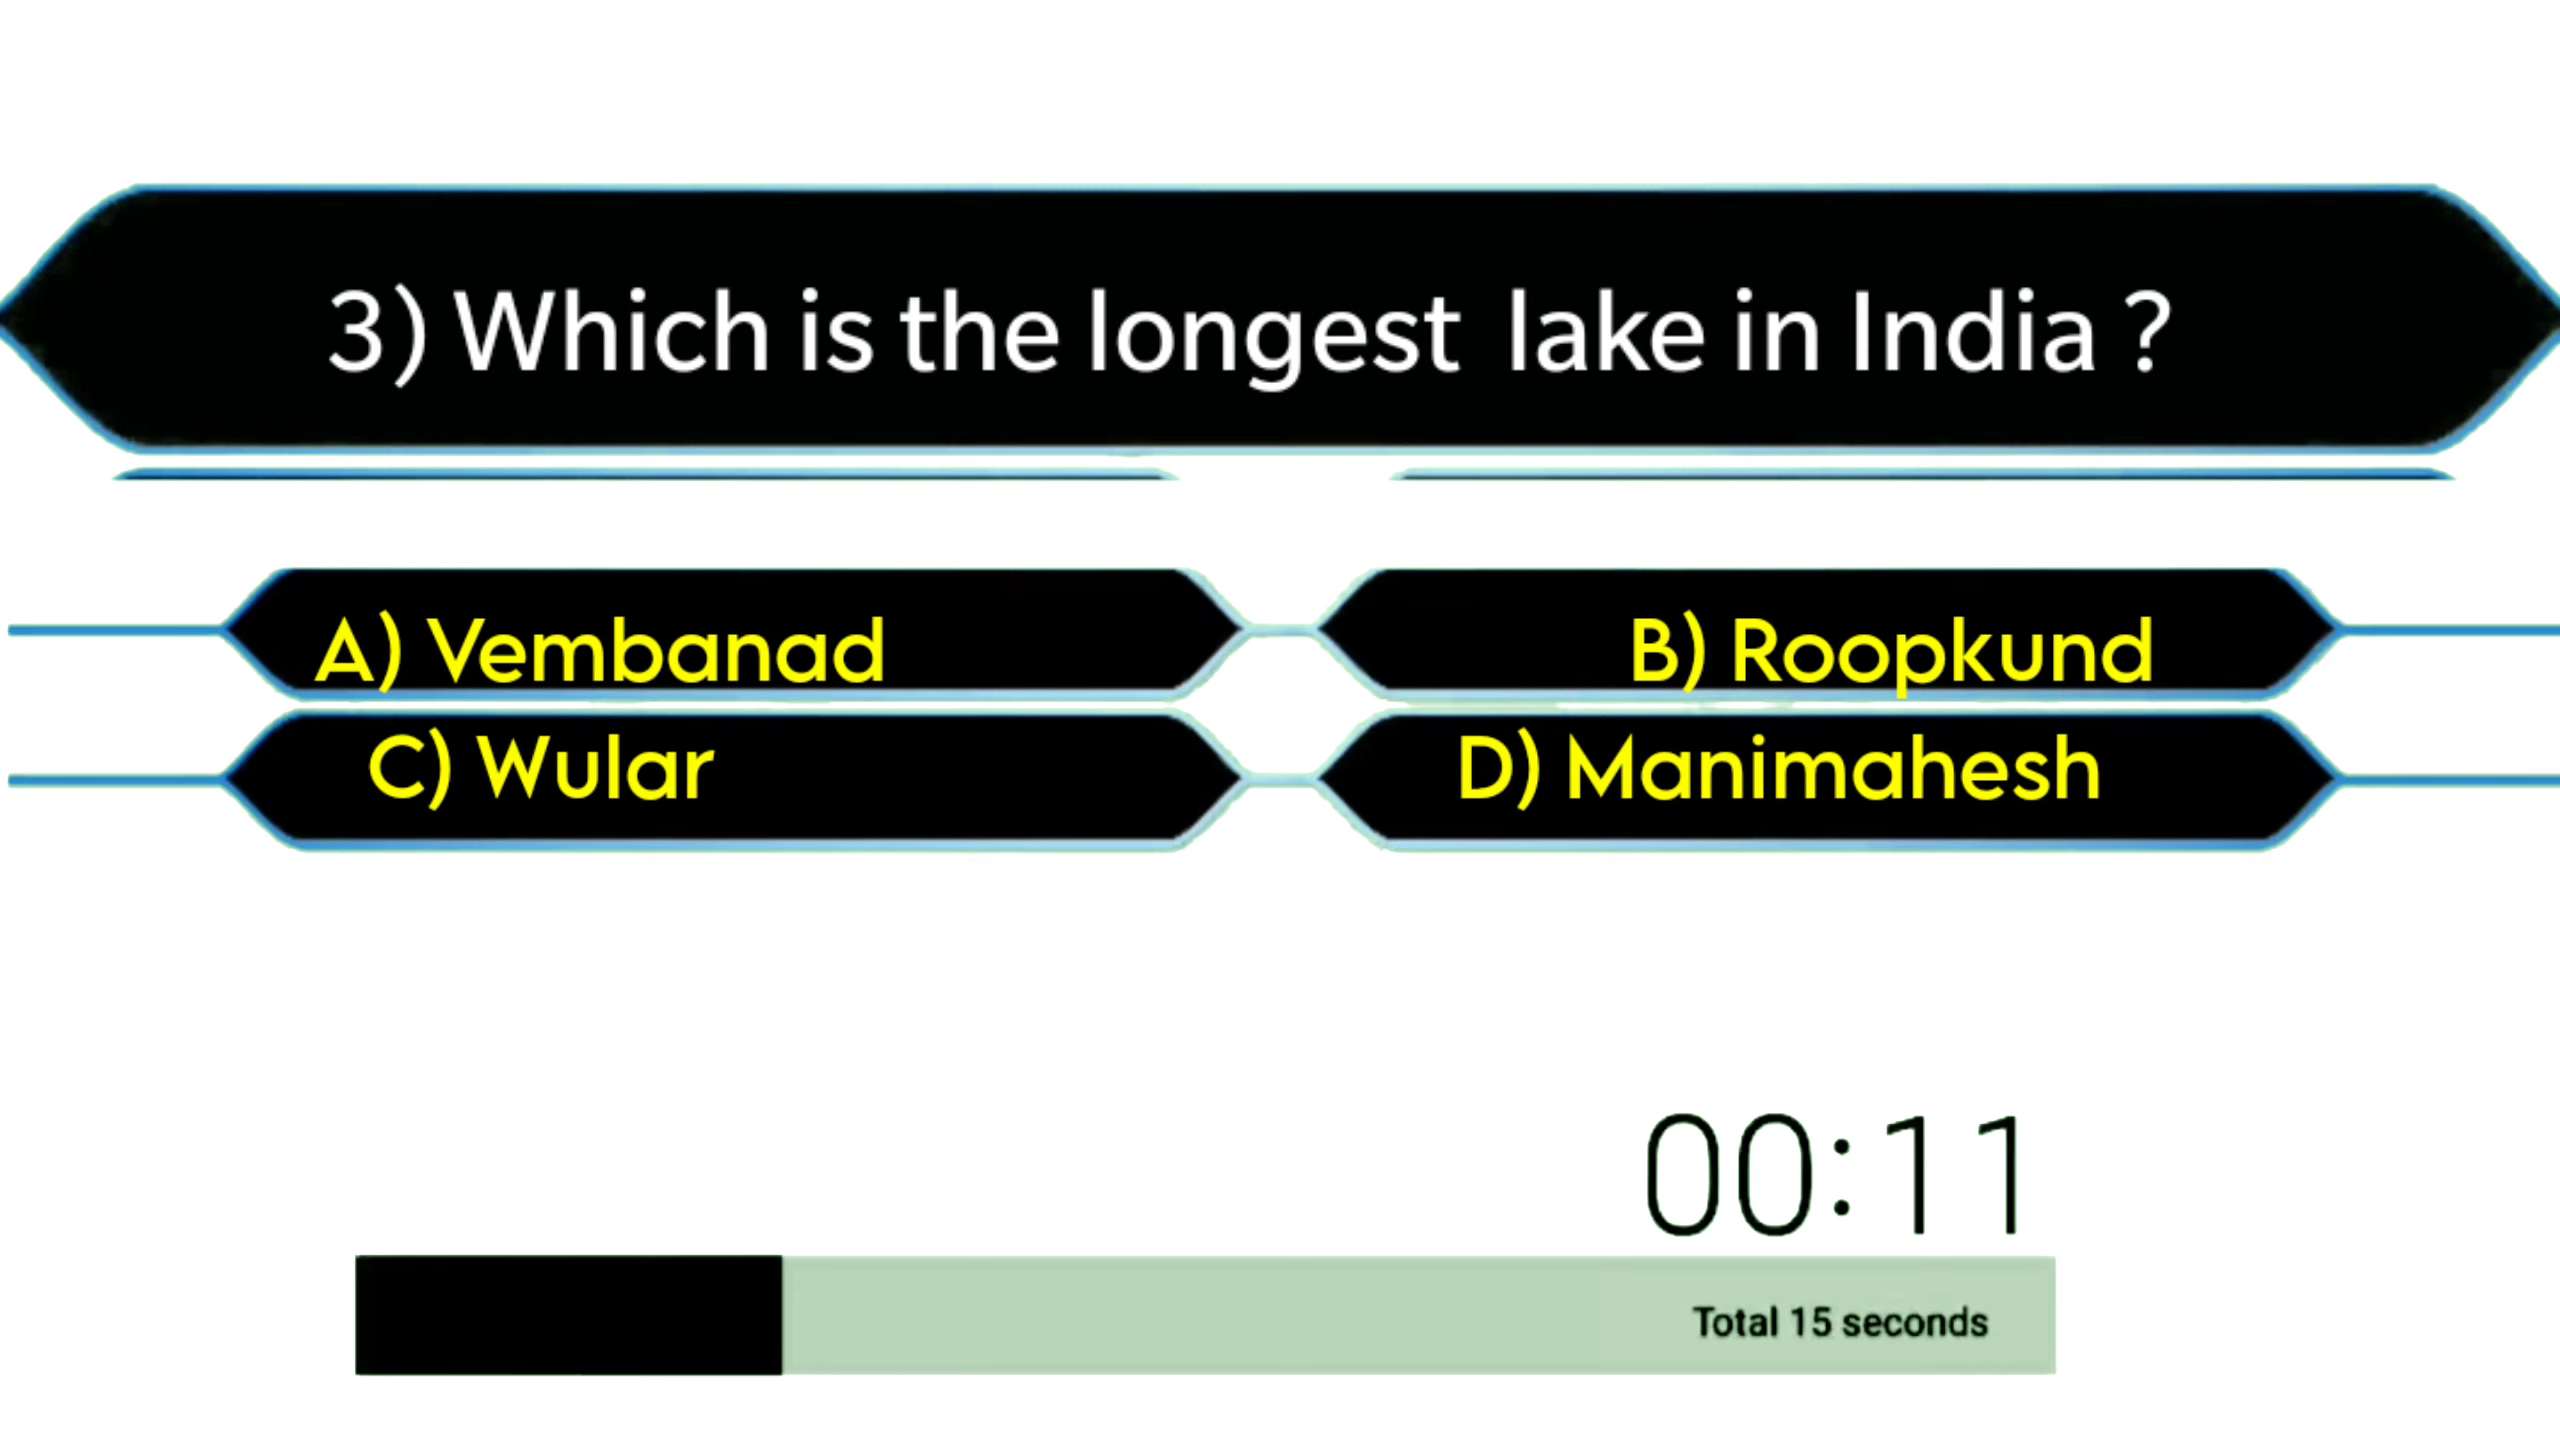 3) Which is the longest lake in India ?
A) Vembanad
B) Roopkund
C) Wular
D) Manimahesh
00:11
Total 15 seconds